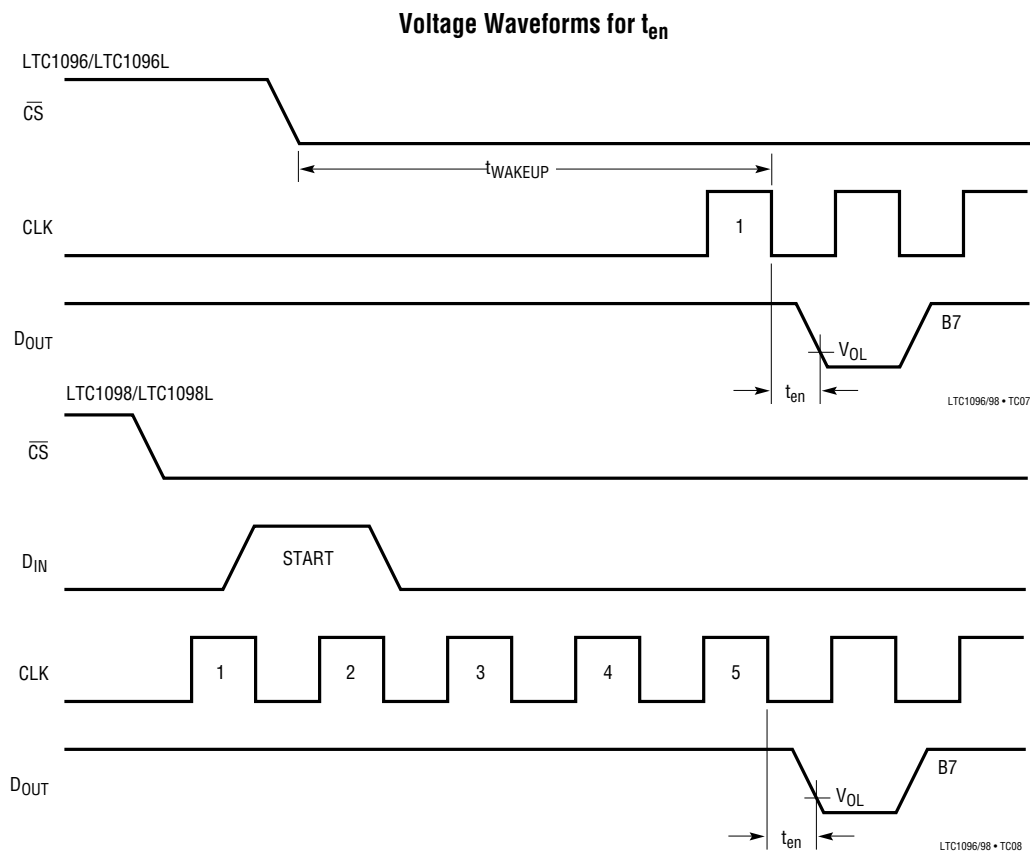 Voltage Waveforms for ten
LTC1096/LTC1096L
CS
tWAKEUP
CLK
1
DOUT
VOL
B7
ten
LTC1096/98 • TC07
LTC1098/LTC1098L
CS
DIN
START
CLK
1 2 3 4 5
DOUT
VOL
B7
ten
LTC1096/98 • TC08